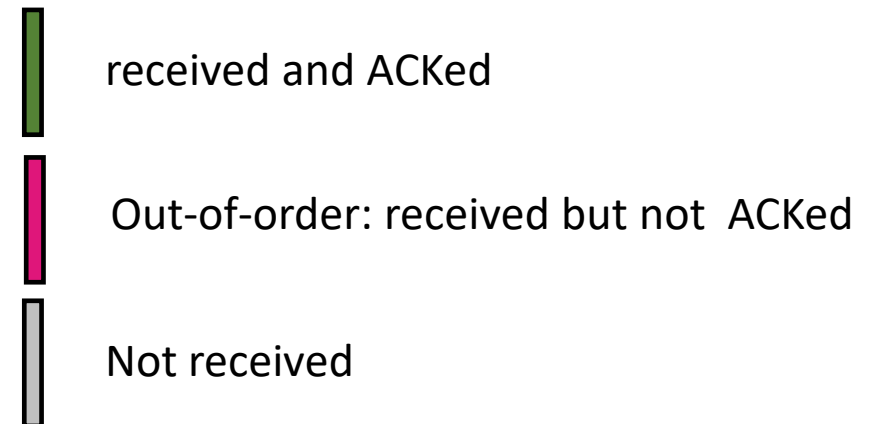 received and ACKed
Out-of-order: received but not ACKed
Not received